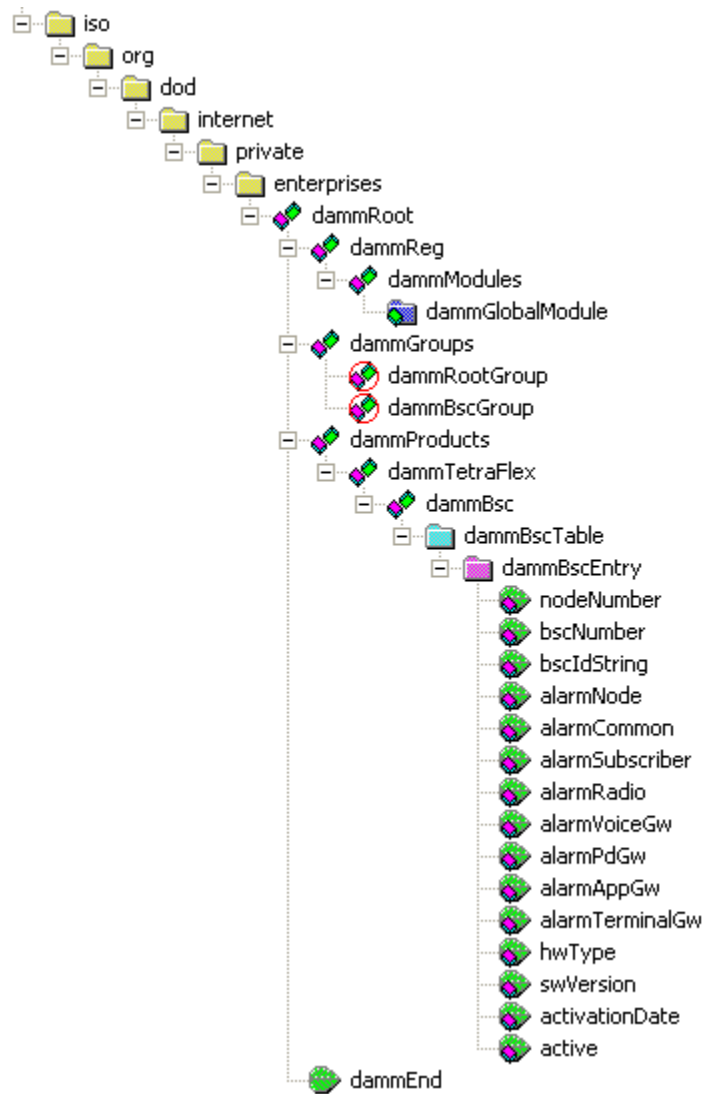 iso
org
dod
internet
private
enterprises
dammRoot
dammReg
dammModules
dammGlobalModule
dammGroups
dammRootGroup
dammBscGroup
dammProducts
dammTetraFlex
dammBsc
dammBscTable
dammBscEntry
nodeNumber
bscNumber
bscIdString
alarmNode
alarmCommon
alarmSubscriber
alarmRadio
alarmVoiceGw
alarmPdGw
alarmAppGw
alarmTerminalGw
hwType
swVersion
activationDate
active
dammEnd